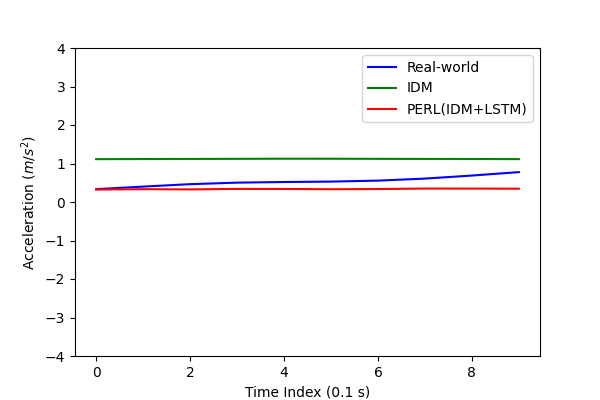 Real-world
IDM
PERL(IDM+LSTM)
Acceleration (m/s²)
4
3
2
1
0
−1
−2
−3
−4
0 2 4 6 8
Time Index (0.1 s)